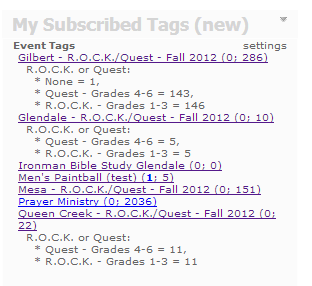 My Subscribed Tags (new)
Event Tags settings
Gilbert - R.O.C.K./Quest - Fall 2012 (0; 286)
R.O.C.K. or Quest:
* None = 1,
* Quest - Grades 4-6 = 143,
* R.O.C.K. - Grades 1-3 = 146
Glendale - R.O.C.K./Quest - Fall 2012 (0; 10)
R.O.C.K. or Quest:
* Quest - Grades 4-6 = 5,
* R.O.C.K. - Grades 1-3 = 5
Ironman Bible Study Glendale (0; 0)
Men's Paintball (test) (1; 5)
Mesa - R.O.C.K./Quest - Fall 2012 (0; 151)
Prayer Ministry (0; 2036)
Queen Creek - R.O.C.K./Quest - Fall 2012 (0;
22)
R.O.C.K. or Quest:
* Quest - Grades 4-6 = 11,
* R.O.C.K. - Grades 1-3 = 11